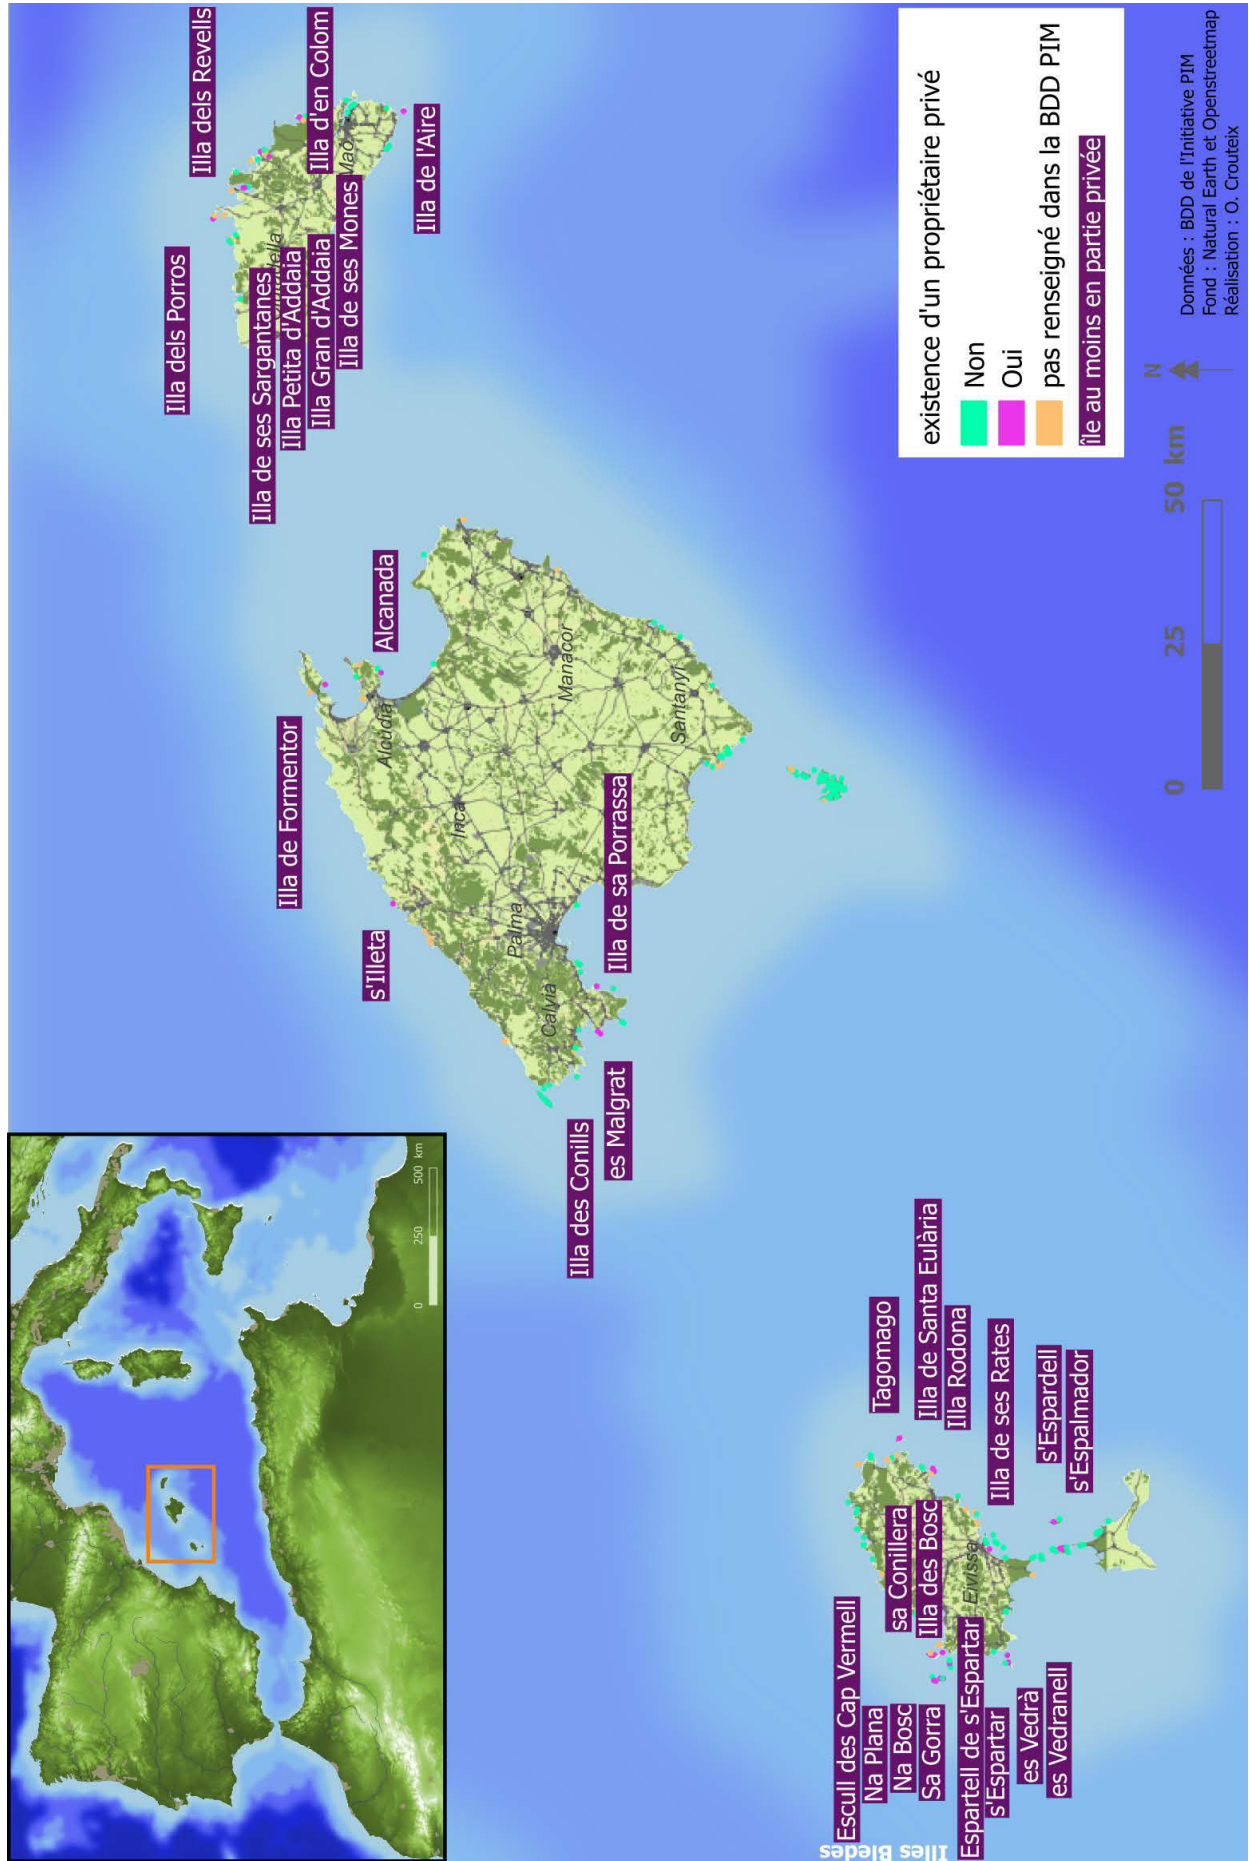 Illa dels Revells
Illa d'en Colom
Illa de l'Aire
Illa dels Porros
Illa de ses Sargantanes
Illa Petita d'Addaia
Illa Gran d'Addaia
Illa de ses Mones
Alcanada
Illa de Formentor
s'Illeta
Illa de sa Porrassa
Illa des Conills
es Malgrat
Alcúdia
Inca
Manacor
Santanyí
Palma
Calvia
Tagomago
Illa de Santa Eulària
Illa Rodona
Illa de ses Rates
s'Espardell
s'Espalmador
sa Conillera
Illa des Bosc
Eivissa
Escull des Cap Vermell
Na Plana
Na Bosc
Sa Gorra
Espartell de s'Espartar
s'Espartar
es Vedrà
es Vedranell
Illes Bledes
0 250 500 km
existence d'un propriétaire privé
Non
Oui
pas renseigné dans la BDD PIM
île au moins en partie privée
0 25 50 km
N
Données : BDD de l'Initiative PIM
Fond : Natural Earth et Openstreetmap
Réalisation : O. Crouteix